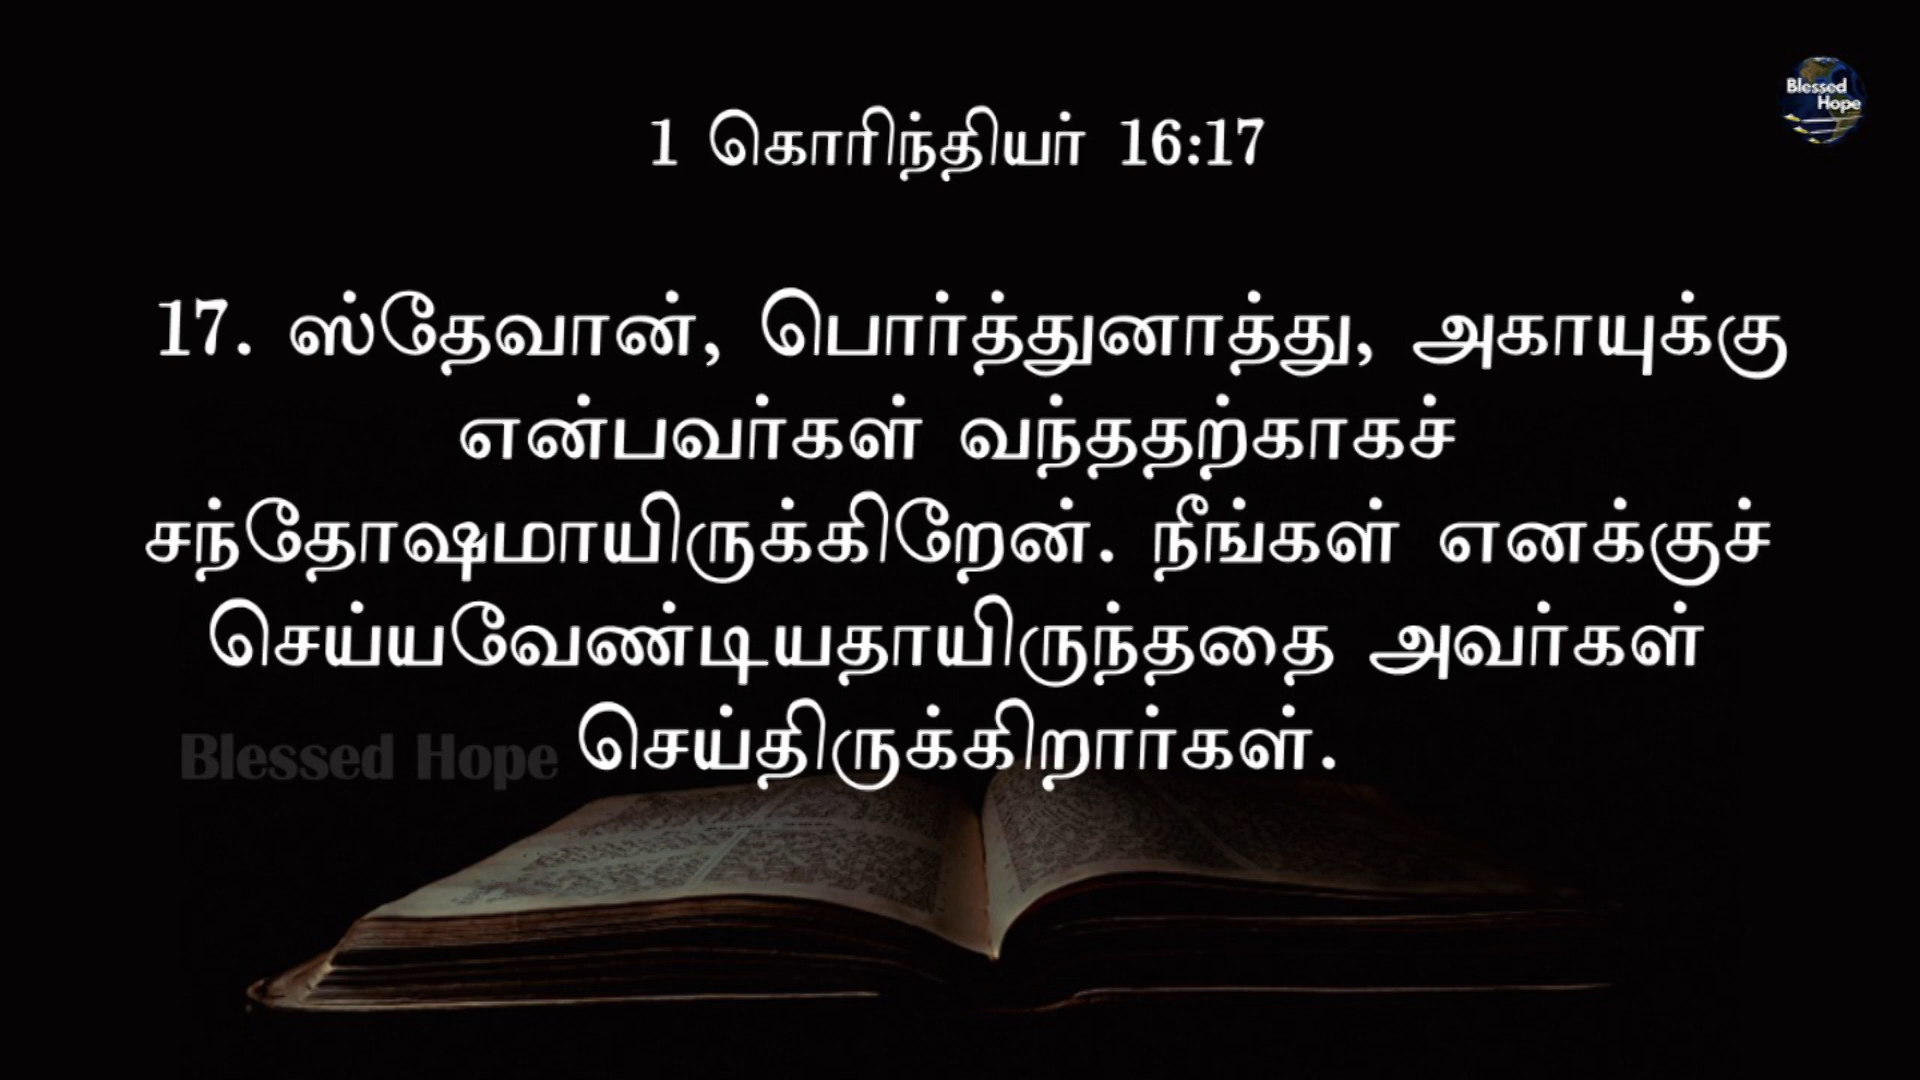 Blessed
Hope
1 கொரிந்தியர் 16:17
17. ஸ்தேவான், பொர்த்துனாத்து, அகாயுக்கு
என்பவர்கள் வந்ததற்காகச்
சந்தோஷமாயிருக்கிறேன். நீங்கள் எனக்குச்
செய்யவேண்டியதாயிருந்ததை அவர்கள்
செய்திருக்கிறார்கள்.
Blessed Hope